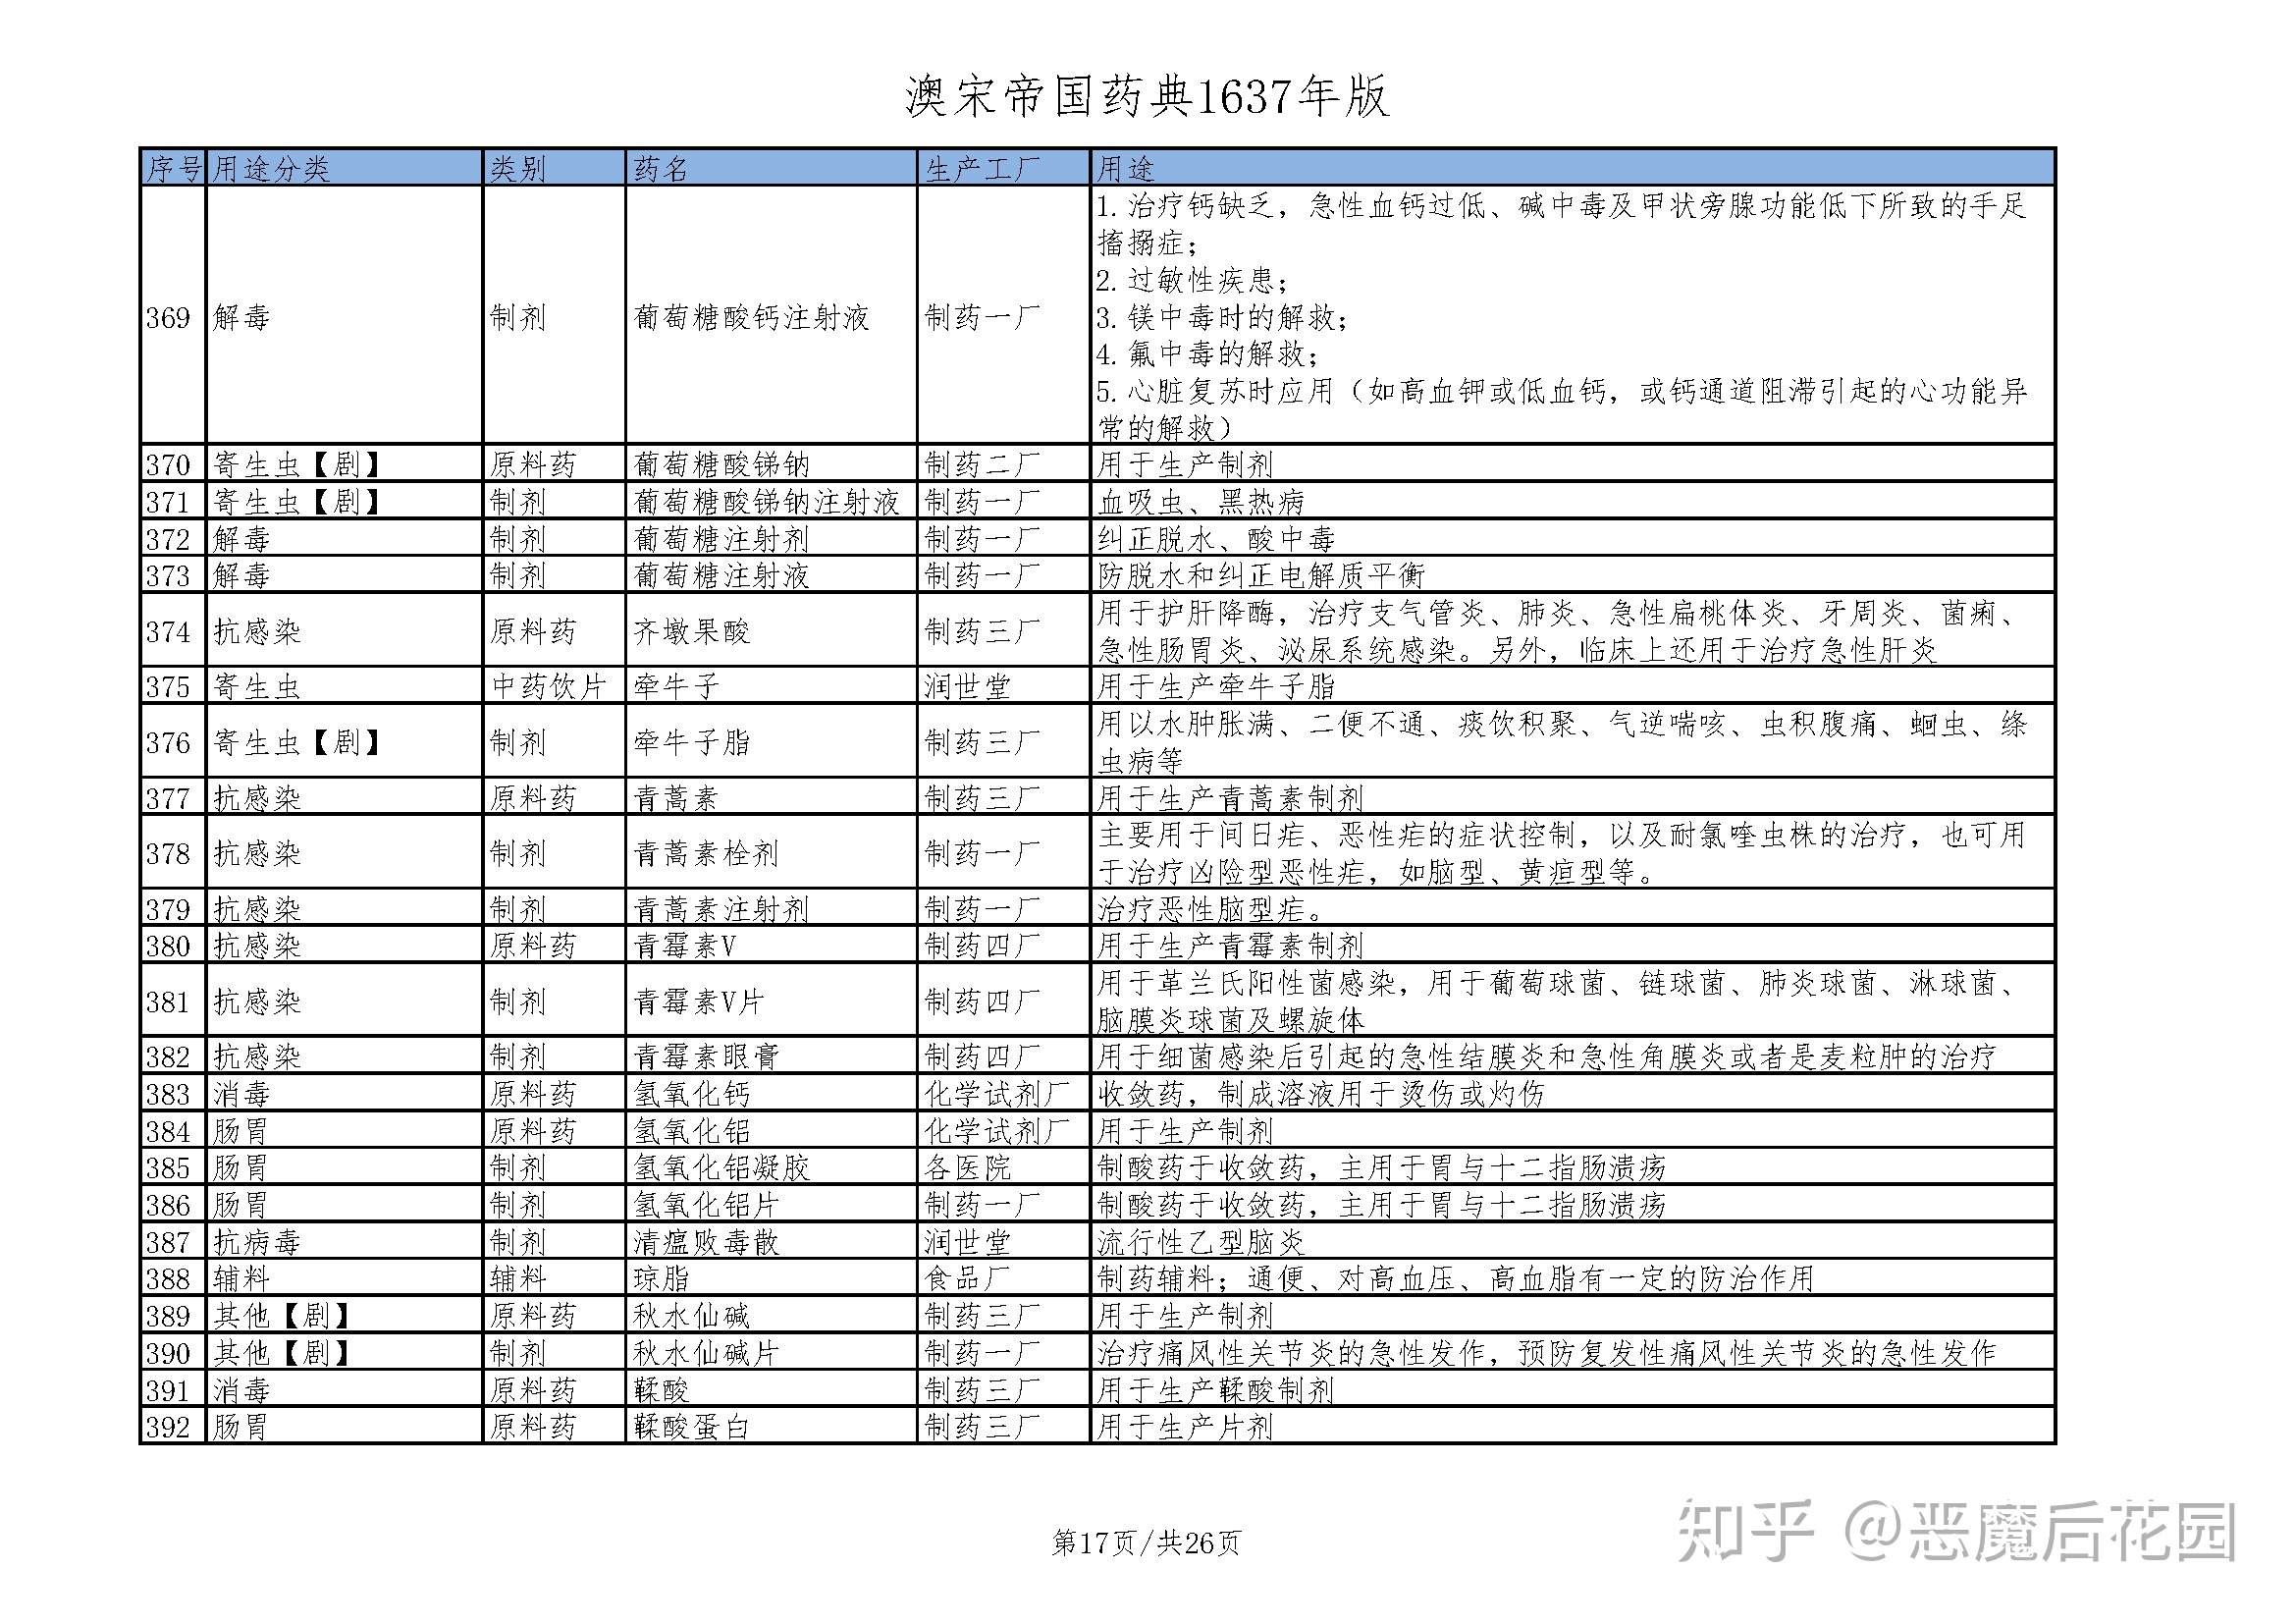 澳宋帝国药典1637年版
序号 用途分类 类别 药名 生产工厂 用途
369 解毒 制剂 葡萄糖酸钙注射液 制药一厂 1.治疗钙缺乏，急性血钙过低、碱中毒及甲状旁腺功能低下所致的手足
搐搦症；
2.过敏性疾患；
3.镁中毒时的解救；
4.氟中毒的解救；
5.心脏复苏时应用（如高血钾或低血钙，或钙通道阻滞引起的心功能异
常的解救）
370 寄生虫【剧】 原料药 葡萄糖酸锑钠 制药二厂 用于生产制剂
371 寄生虫【剧】 制剂 葡萄糖酸锑钠注射液 制药一厂 血吸虫、黑热病
372 解毒 制剂 葡萄糖注射剂 制药一厂 纠正脱水、酸中毒
373 解毒 制剂 葡萄糖注射液 制药一厂 防脱水和纠正电解质平衡
374 抗感染 原料药 齐墩果酸 制药三厂 用于护肝降酶，治疗支气管炎、肺炎、急性扁桃体炎、牙周炎、菌痢、
急性肠胃炎、泌尿系统感染。另外，临床上还用于治疗急性肝炎
375 寄生虫 中药饮片 牵牛子 润世堂 用于生产牵牛子脂
376 寄生虫【剧】 制剂 牵牛子脂 制药三厂 用以水肿胀满、二便不通、痰饮积聚、气逆喘咳、虫积腹痛、蛔虫、绦
虫病等
377 抗感染 原料药 青蒿素 制药三厂 用于生产青蒿素制剂
378 抗感染 制剂 青蒿素栓剂 制药一厂 主要用于间日疟、恶性疟的症状控制，以及耐氯喹虫株的治疗，也可用
于治疗凶险型恶性疟，如脑型、黄疸型等。
379 抗感染 制剂 青蒿素注射剂 制药一厂 治疗恶性脑型疟。
380 抗感染 原料药 青霉素V 制药四厂 用于生产青霉素制剂
381 抗感染 制剂 青霉素V片 制药四厂 用于革兰氏阳性菌感染，用于葡萄球菌、链球菌、肺炎球菌、淋球菌、
脑膜炎球菌及螺旋体
382 抗感染 制剂 青霉素眼膏 制药四厂 用于细菌感染后引起的急性结膜炎和急性角膜炎或者是麦粒肿的治疗
383 消毒 原料药 氢氧化钙 化学试剂厂 收敛药，制成溶液用于烫伤或灼伤
384 肠胃 原料药 氢氧化铝 化学试剂厂 用于生产制剂
385 肠胃 制剂 氢氧化铝凝胶 各医院 制酸药于收敛药，主用于胃与十二指肠溃疡
386 肠胃 制剂 氢氧化铝片 制药一厂 制酸药于收敛药，主用于胃与十二指肠溃疡
387 抗病毒 制剂 清瘟败毒散 润世堂 流行性乙型脑炎
388 辅料 辅料 琼脂 食品厂 制药辅料；通便、对高血压、高血脂有一定的防治作用
389 其他【剧】 原料药 秋水仙碱 制药三厂 用于生产制剂
390 其他【剧】 制剂 秋水仙碱片 制药一厂 治疗痛风性关节炎的急性发作，预防复发性痛风性关节炎的急性发作
391 消毒 原料药 鞣酸 制药三厂 用于生产鞣酸制剂
392 肠胃 原料药 鞣酸蛋白 制药三厂 用于生产片剂
第17页/共26页
知乎 @恶魔后花园